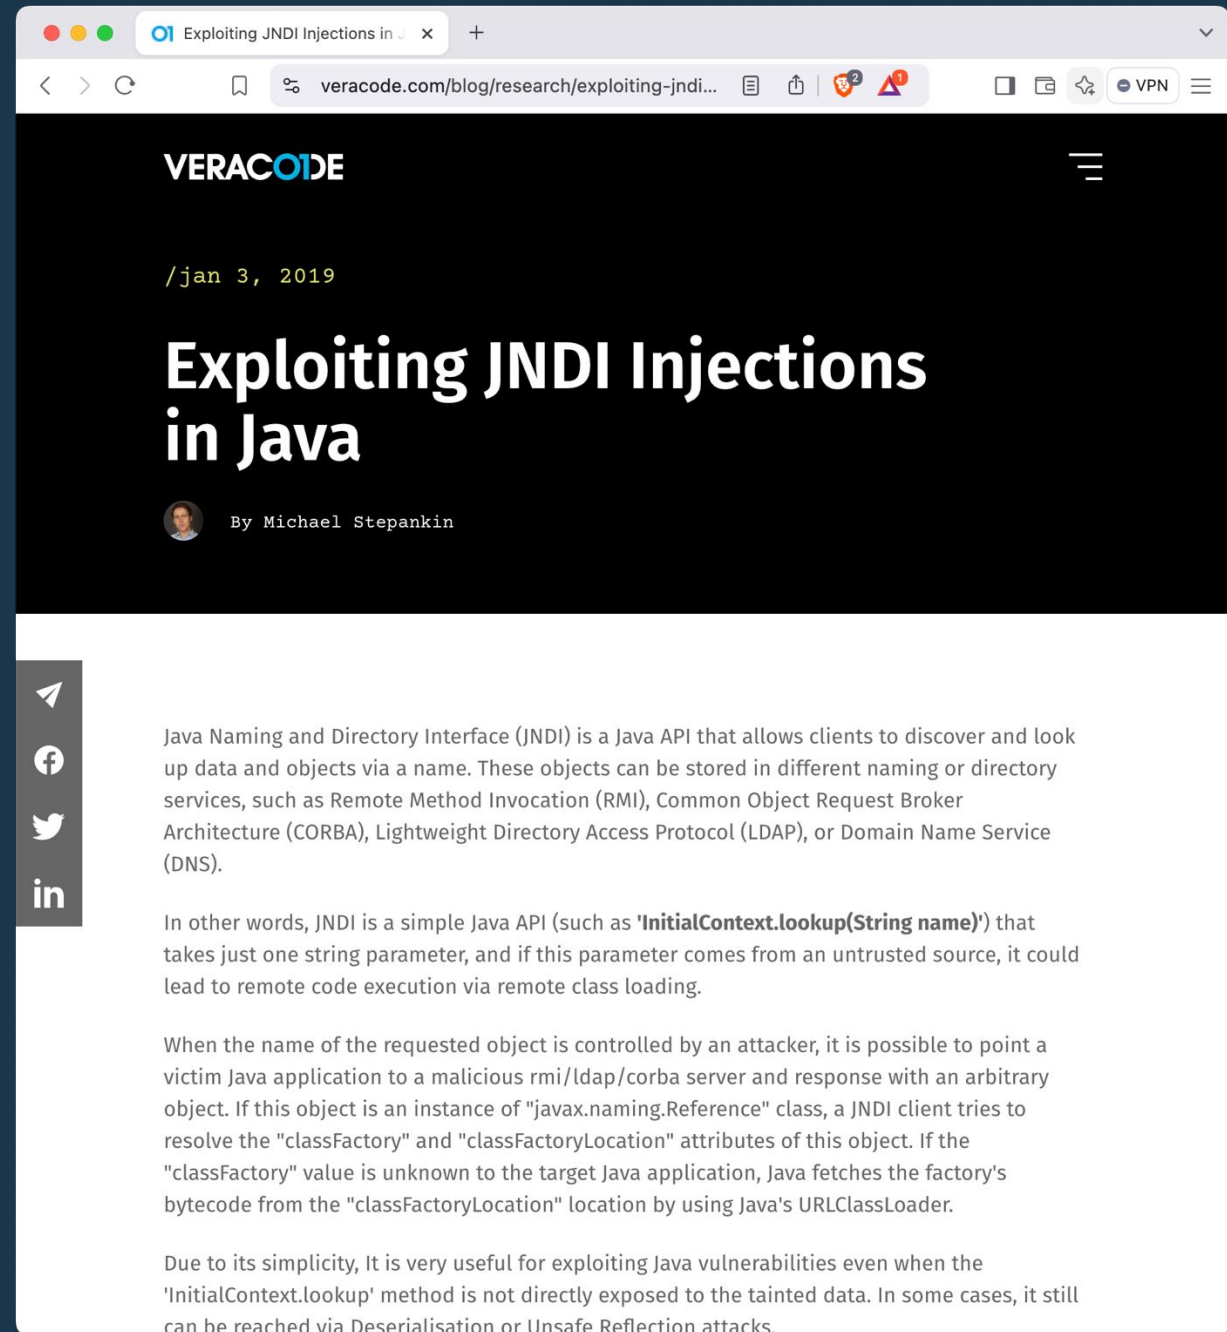 Exploiting JNDI Injections in J
veracode.com/blog/research/exploiting-jndi...
2
1
VPN
VERACODE
/jan 3, 2019
Exploiting JNDI Injections
in Java
By Michael Stepankin
Java Naming and Directory Interface (JNDI) is a Java API that allows clients to discover and look
up data and objects via a name. These objects can be stored in different naming or directory
services, such as Remote Method Invocation (RMI), Common Object Request Broker
Architecture (CORBA), Lightweight Directory Access Protocol (LDAP), or Domain Name Service
(DNS).
in
In other words, JNDI is a simple Java API (such as 'InitialContext.lookup(String name)') that
takes just one string parameter, and if this parameter comes from an untrusted source, it could
lead to remote code execution via remote class loading.
When the name of the requested object is controlled by an attacker, it is possible to point a
victim Java application to a malicious rmi/ldap/corba server and response with an arbitrary
object. If this object is an instance of "javax.naming.Reference" class, a JNDI client tries to
resolve the "classFactory" and "classFactoryLocation" attributes of this object. If the
"classFactory" value is unknown to the target Java application, Java fetches the factory's
bytecode from the "classFactoryLocation" location by using Java's URLClassLoader.
Due to its simplicity, It is very useful for exploiting Java vulnerabilities even when the
'InitialContext.lookup' method is not directly exposed to the tainted data. In some cases, it still
can be reached via Deserialisation or Unsafe Reflection attacks.